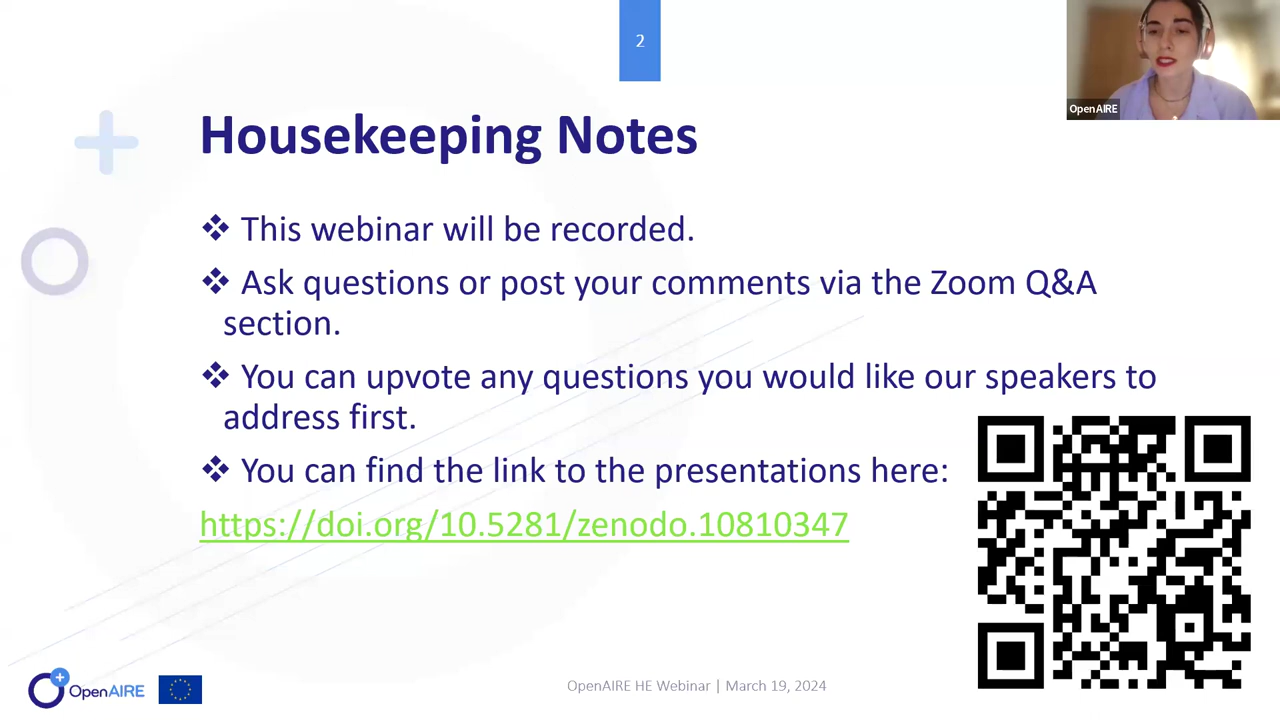 2
OpenAIRE
Housekeeping Notes
❖ This webinar will be recorded.
❖ Ask questions or post your comments via the Zoom Q&A
section.
❖ You can upvote any questions you would like our speakers to
address first.
❖ You can find the link to the presentations here:
https://doi.org/10.5281/zenodo.10810347
OpenAIRE
OpenAIRE HE Webinar | March 19, 2024